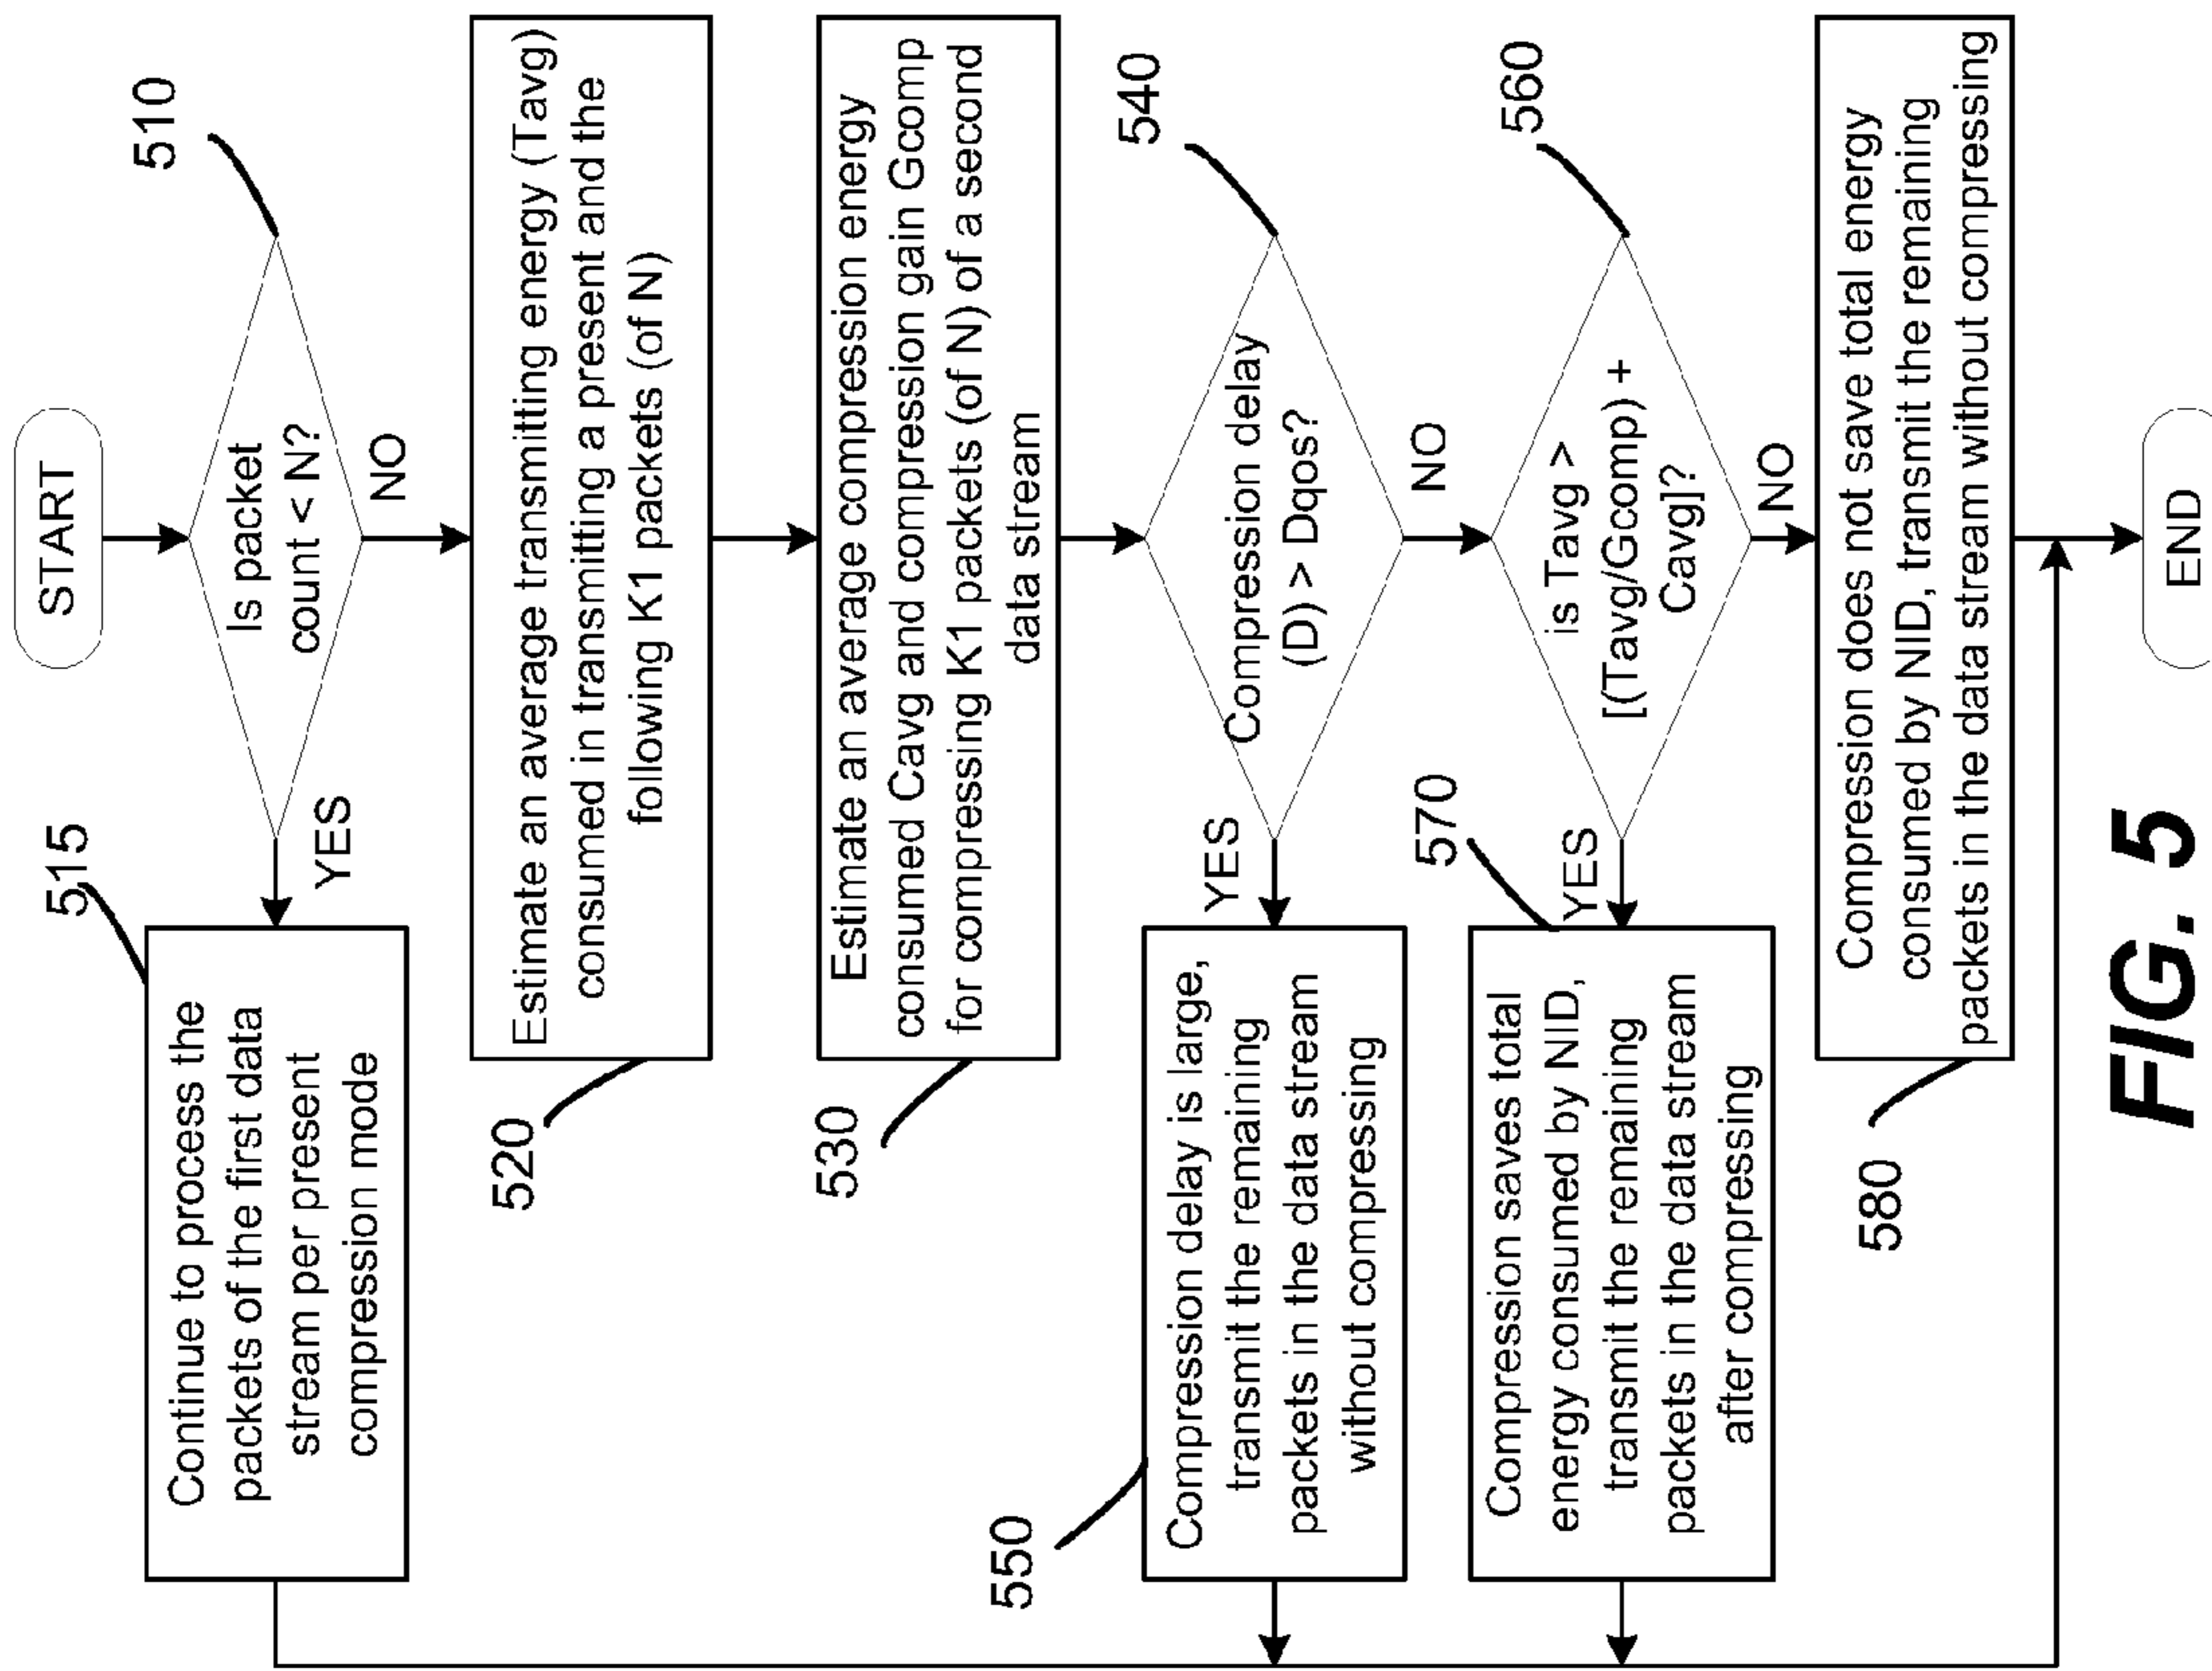 START
510
Is packet
count < N?
YES
NO
515
Continue to process the
packets of the first data
stream per present
compression mode
Estimate an average transmitting energy (Tavg)
consumed in transmitting a present and the
following K1 packets (of N)
520
Estimate an average compression energy
consumed Cavg and compression gain Gcomp
for compressing K1 packets (of N) of a second
data stream
530
540
Compression delay
(D) > Dqos?
YES
NO
Compression delay is large,
transmit the remaining
packets in the data stream
without compressing
550
560
is Tavg >
[(Tavg/Gcomp) +
Cavg]?
YES
NO
570
Compression saves total
energy consumed by NID,
transmit the remaining
packets in the data stream
after compressing
Compression does not save total energy
consumed by NID, transmit the remaining
packets in the data stream without compressing
580
END
FIG. 5